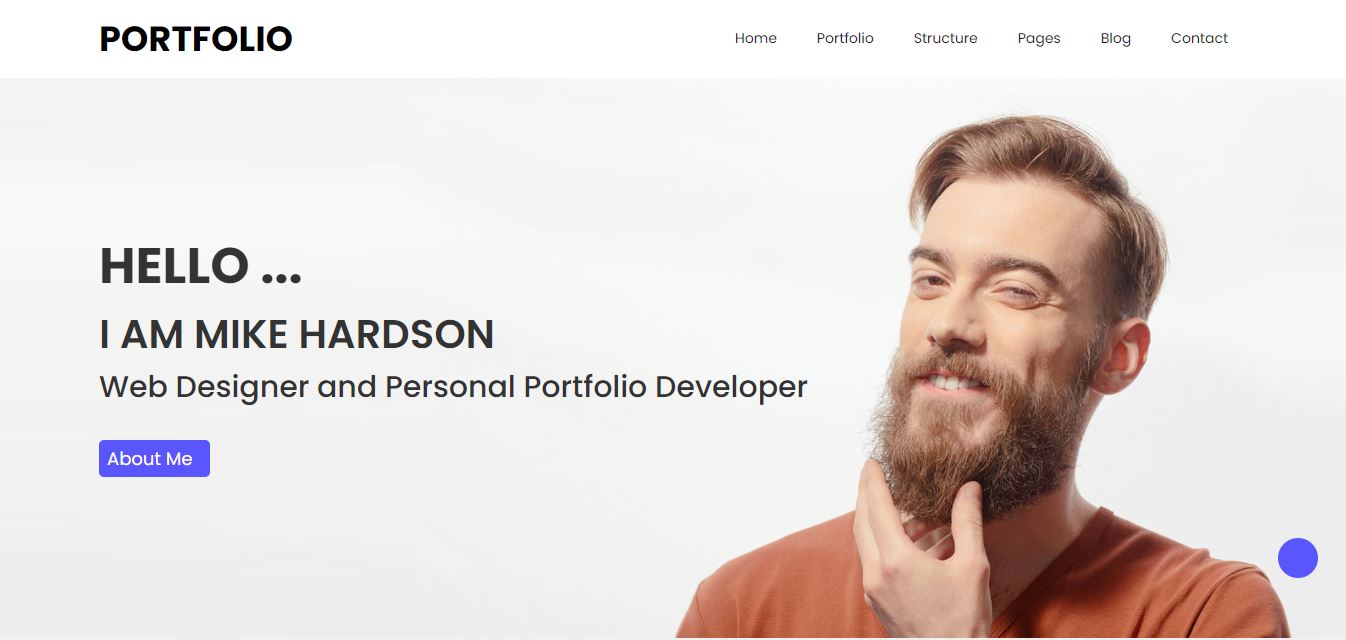 PORTFOLIO
Home Portfolio Structure Pages Blog Contact
HELLO ...
I AM MIKE HARDSON
Web Designer and Personal Portfolio Developer
About Me